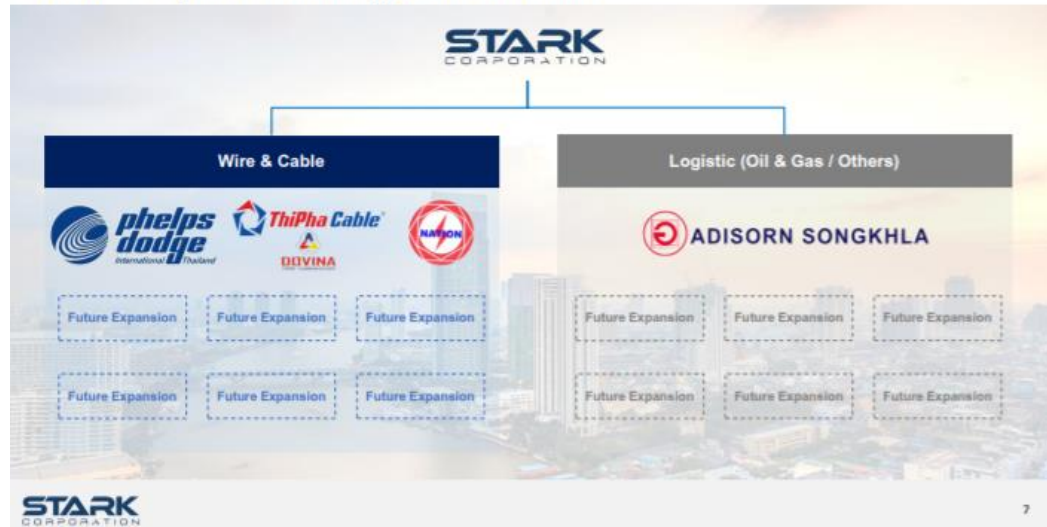 STARK
CORPORATION
Wire & Cable
Logistic (Oil & Gas / Others)
phelps
dodge
International Thailand
ThiPha Cable
DOVINA
NATION
ADISORN SONGKHLA
Future Expansion Future Expansion Future Expansion
Future Expansion Future Expansion Future Expansion
Future Expansion Future Expansion Future Expansion
Future Expansion Future Expansion Future Expansion
STARK
CORPORATION
7